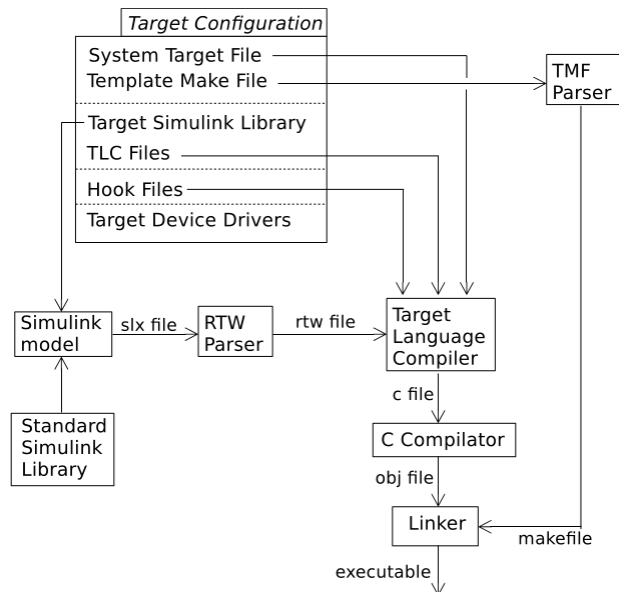 Target Configuration
System Target File
Template Make File
Target Simulink Library
TLC Files
Hook Files
Target Device Drivers
TMF
Parser
Simulink
model
slx file
RTW
Parser
rtw file
Target
Language
Compiler
Standard
Simulink
Library
c file
C Compilator
obj file
Linker
makefile
executable